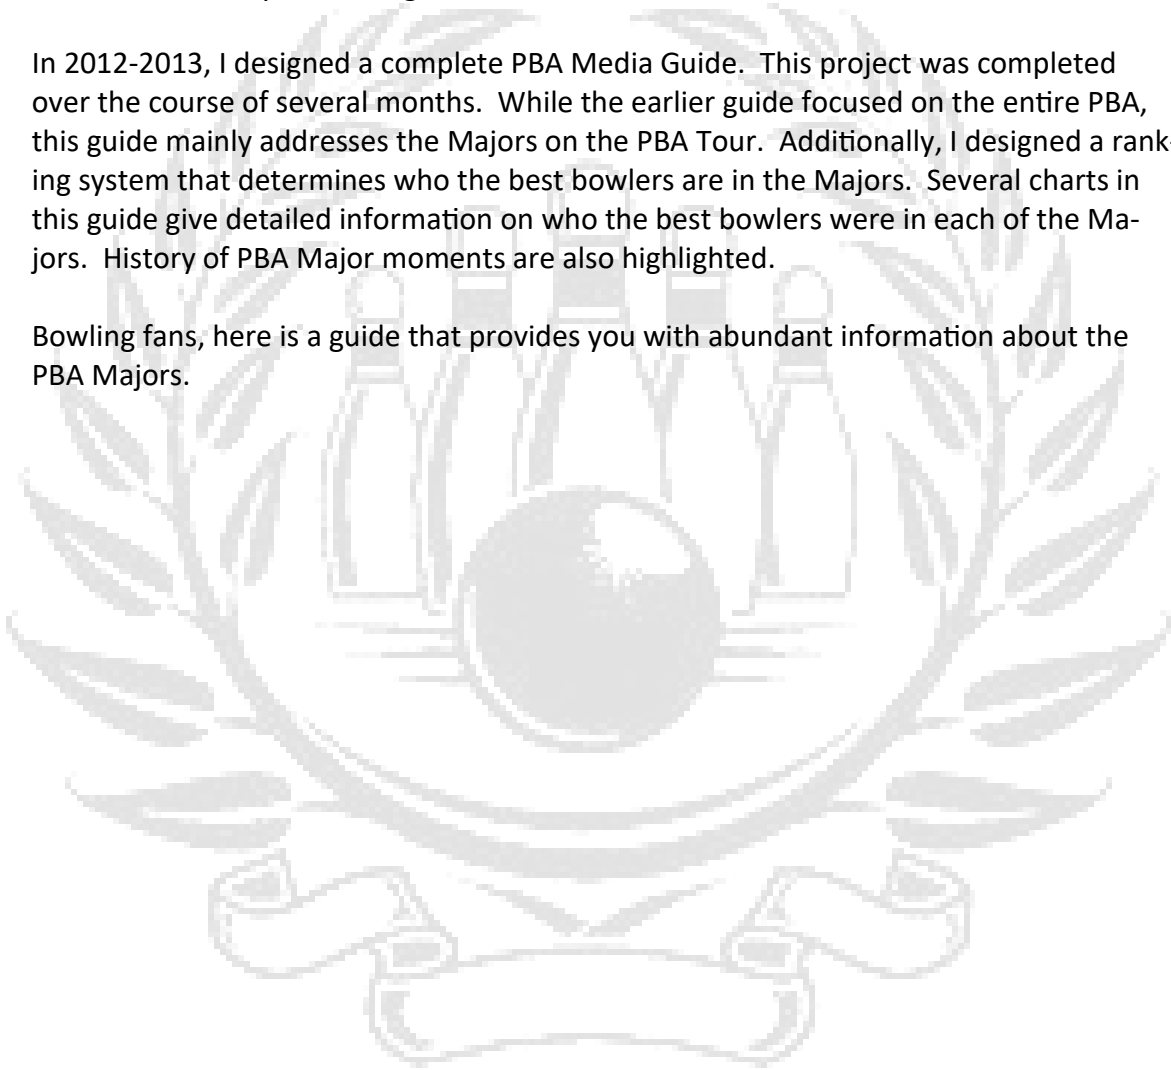 In 2012-2013, I designed a complete PBA Media Guide.  This project was completed
over the course of several months.  While the earlier guide focused on the entire PBA,
this guide mainly addresses the Majors on the PBA Tour.  Additionally, I designed a rank-
ing system that determines who the best bowlers are in the Majors.  Several charts in
this guide give detailed information on who the best bowlers were in each of the Ma-
jors.  History of PBA Major moments are also highlighted.
Bowling fans, here is a guide that provides you with abundant information about the
PBA Majors.